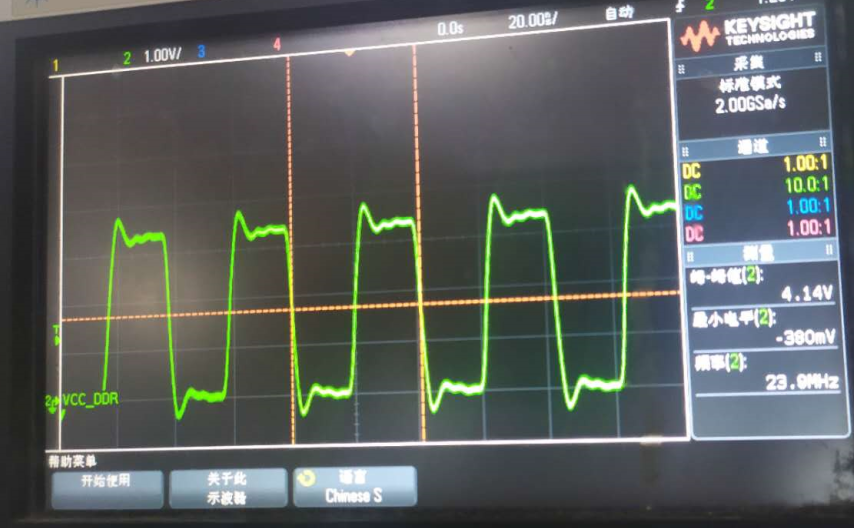 1 2 1.00V/ 3 4 0.0s 20.00ns/ 自动 2
KEYSIGHT
TECHNOLOGIES
采集
标准模式
2.00GSa/s
通道
DC 1.00:1
DC 10.0:1
DC 1.00:1
DC 1.00:1
测量
峰-峰值(2):
4.14V
最小电平(2):
-380mV
频率(2):
23.9MHz
T
2 VCC_DDR
帮助菜单
开始使用
关于此
示波器
语言
Chinese S